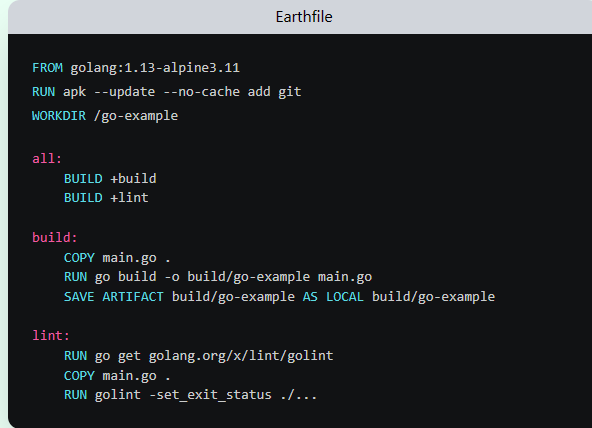 Earthfile
FROM golang:1.13-alpine3.11
RUN apk --update --no-cache add git
WORKDIR /go-example
all:
BUILD +build
BUILD +lint
build:
COPY main.go .
RUN go build -o build/go-example main.go
SAVE ARTIFACT build/go-example AS LOCAL build/go-example
lint:
RUN go get golang.org/x/lint/golint
COPY main.go .
RUN golint -set_exit_status ./...